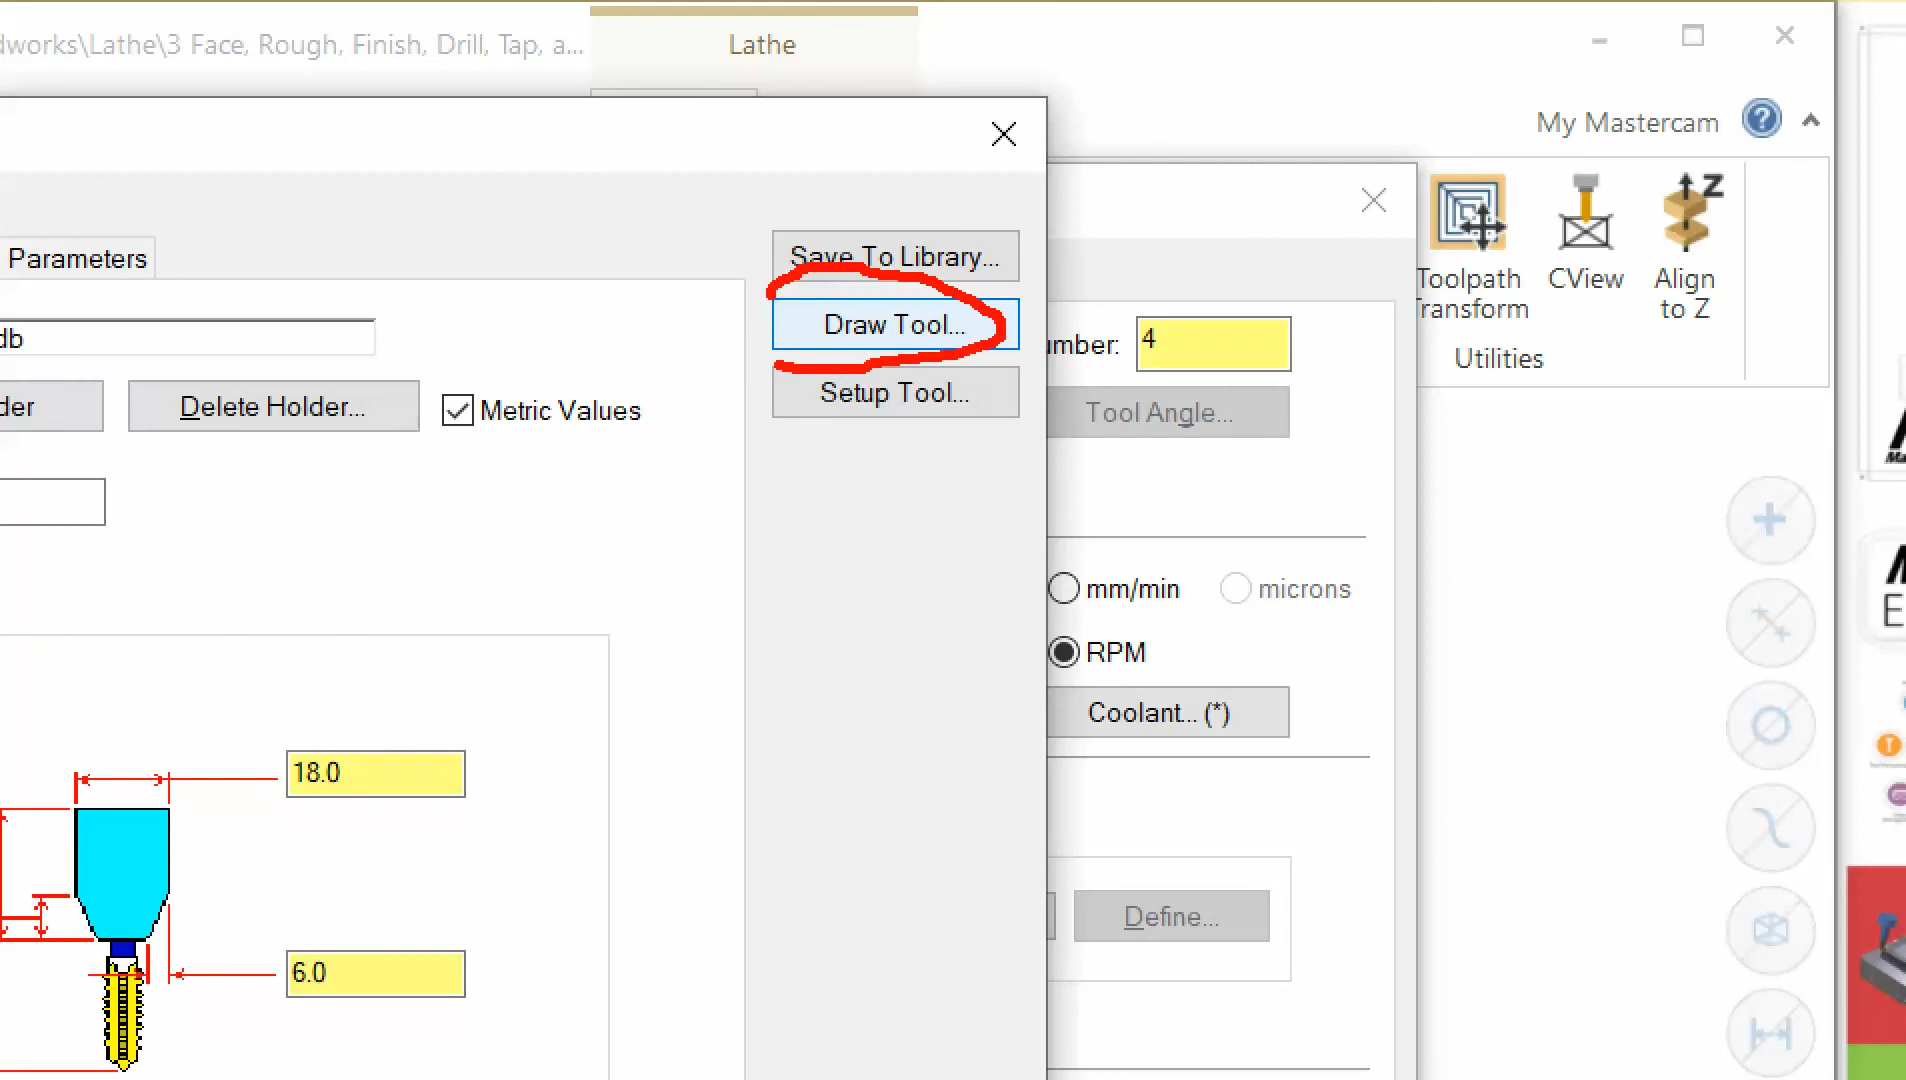 dworks\Lathe\3 Face, Rough, Finish, Drill, Tap, a...
Lathe
My Mastercam
Parameters
Save To Library...
Draw Tool...
Setup Tool...
db
der
Delete Holder...
Metric Values
umber:
4
Tool Angle...
Toolpath
Transform
CView
Align
to Z
Z
Utilities
mm/min
microns
RPM
Coolant... (*)
18.0
Define...
6.0